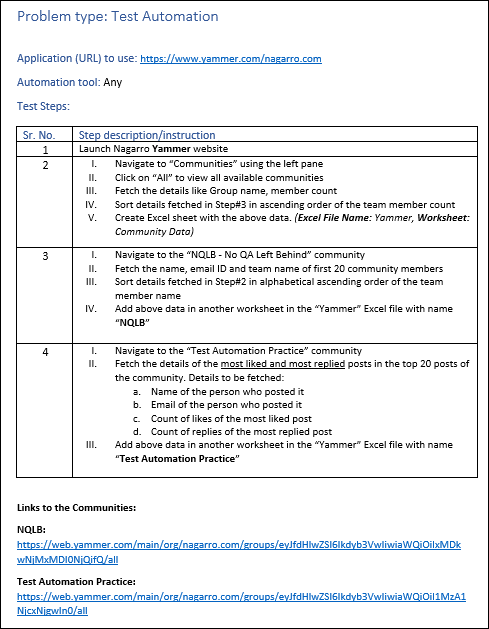 Problem type: Test Automation
Application (URL) to use: https://www.yammer.com/nagarro.com
Automation tool: Any
Test Steps:
Sr. No. Step description/instruction
1 Launch Nagarro Yammer website
2 I. Navigate to “Communities” using the left pane
II. Click on “All” to view all available communities
III. Fetch the details like Group name, member count
IV. Sort details fetched in Step#3 in ascending order of the team member count
V. Create Excel sheet with the above data. (Excel File Name: Yammer, Worksheet:
Community Data)
3 I. Navigate to the “NQLB - No QA Left Behind” community
II. Fetch the name, email ID and team name of first 20 community members
III. Sort details fetched in Step#2 in alphabetical ascending order of the team
member name
IV. Add above data in another worksheet in the “Yammer” Excel file with name
“NQLB”
4 I. Navigate to the “Test Automation Practice” community
II. Fetch the details of the most liked and most replied posts in the top 20 posts of
the community. Details to be fetched:
a. Name of the person who posted it
b. Email of the person who posted it
c. Count of likes of the most liked post
d. Count of replies of the most replied post
III. Add above data in another worksheet in the “Yammer” Excel file with name
“Test Automation Practice”
Links to the Communities:
NQLB:
https://web.yammer.com/main/org/nagarro.com/groups/eyJfdHlwZSI6Ikdyb3VwIiwiaWQiOiIxMDk
wNjMxMDI0NjQifQ/all
Test Automation Practice:
https://web.yammer.com/main/org/nagarro.com/groups/eyJfdHlwZSI6Ikdyb3VwIiwiaWQiOiI1MzA1
NjcxNjgwIn0/all